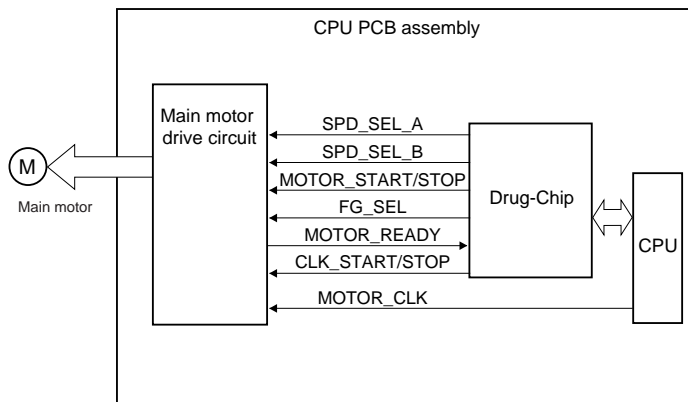 CPU PCB assembly
Main motor
drive circuit
SPD_SEL_A
SPD_SEL_B
MOTOR_START/STOP
FG_SEL
MOTOR_READY
CLK_START/STOP
MOTOR_CLK
Drug-Chip
CPU
M
Main motor